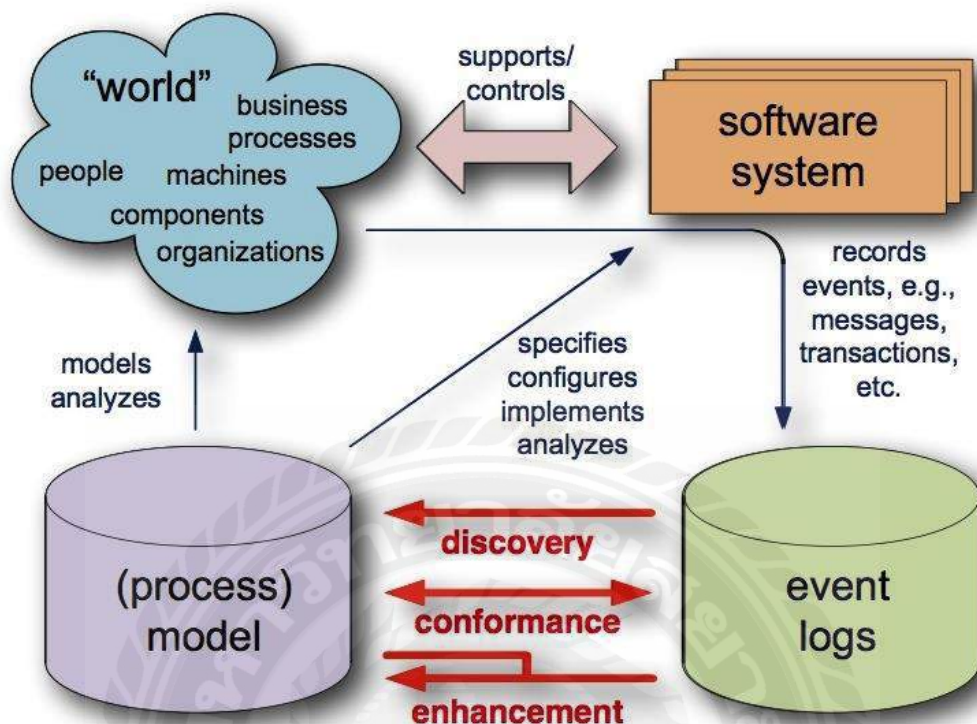 “world”
business
processes
people
machines
components
organizations
supports/
controls
software
system
records
events, e.g.,
messages,
transactions,
etc.
models
analyzes
specifies
configures
implements
analyzes
(process)
model
discovery
conformance
enhancement
event
logs